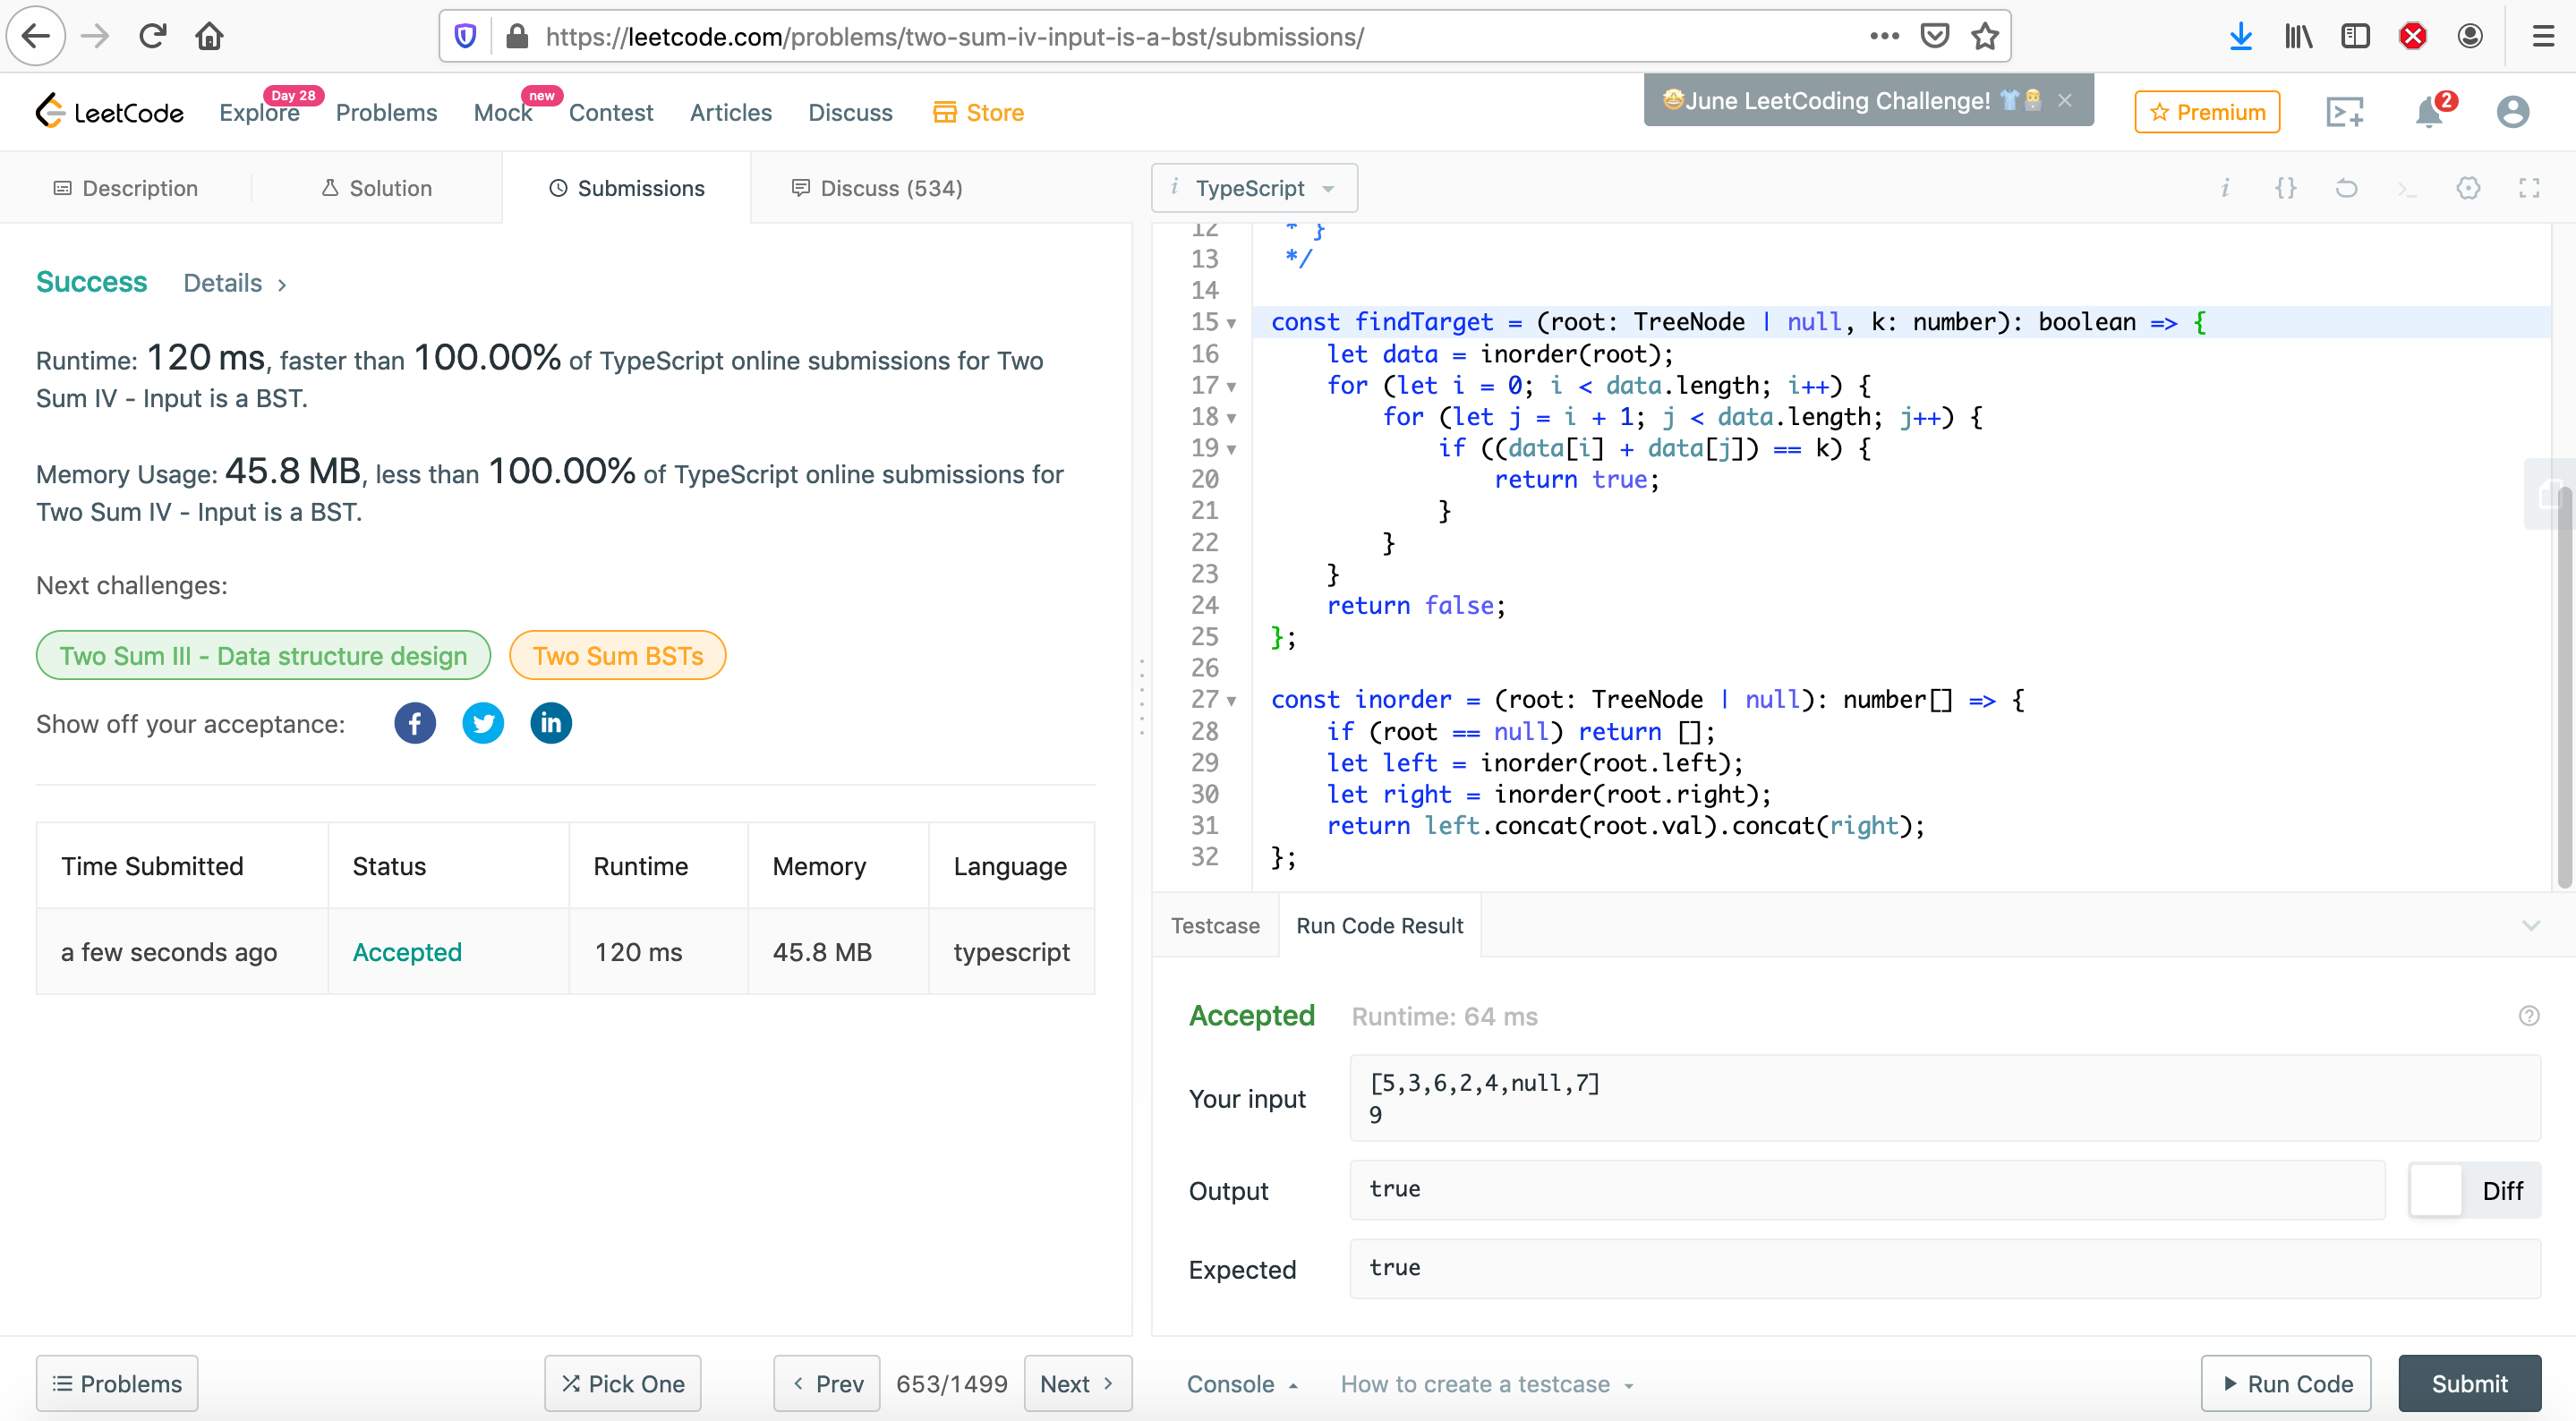 https://leetcode.com/problems/two-sum-iv-input-is-a-bst/submissions/
LeetCode
Explore
Day 28
Problems
Mock
new
Contest
Articles
Discuss
Store
June LeetCoding Challenge!
Premium
2
Description
Solution
Submissions
Discuss (534)
Success
Details >
Runtime: 120 ms, faster than 100.00% of TypeScript online submissions for Two
Sum IV - Input is a BST.
Memory Usage: 45.8 MB, less than 100.00% of TypeScript online submissions for
Two Sum IV - Input is a BST.
Next challenges:
Two Sum III - Data structure design
Two Sum BSTs
Show off your acceptance:
Time Submitted Status Runtime Memory Language
a few seconds ago Accepted 120 ms 45.8 MB typescript
i TypeScript
12 * }
13 */
14
15 const findTarget = (root: TreeNode | null, k: number): boolean => {
16 let data = inorder(root);
17 for (let i = 0; i < data.length; i++) {
18 for (let j = i + 1; j < data.length; j++) {
19 if ((data[i] + data[j]) == k) {
20 return true;
21 }
22 }
23 }
24 return false;
25 };
26
27 const inorder = (root: TreeNode | null): number[] => {
28 if (root == null) return [];
29 let left = inorder(root.left);
30 let right = inorder(root.right);
31 return left.concat(root.val).concat(right);
32 };
Testcase
Run Code Result
Accepted
Runtime: 64 ms
Your input
[5,3,6,2,4,null,7]
9
Output
true
Diff
Expected
true
Problems
Pick One
< Prev
653/1499
Next >
Console
How to create a testcase
Run Code
Submit